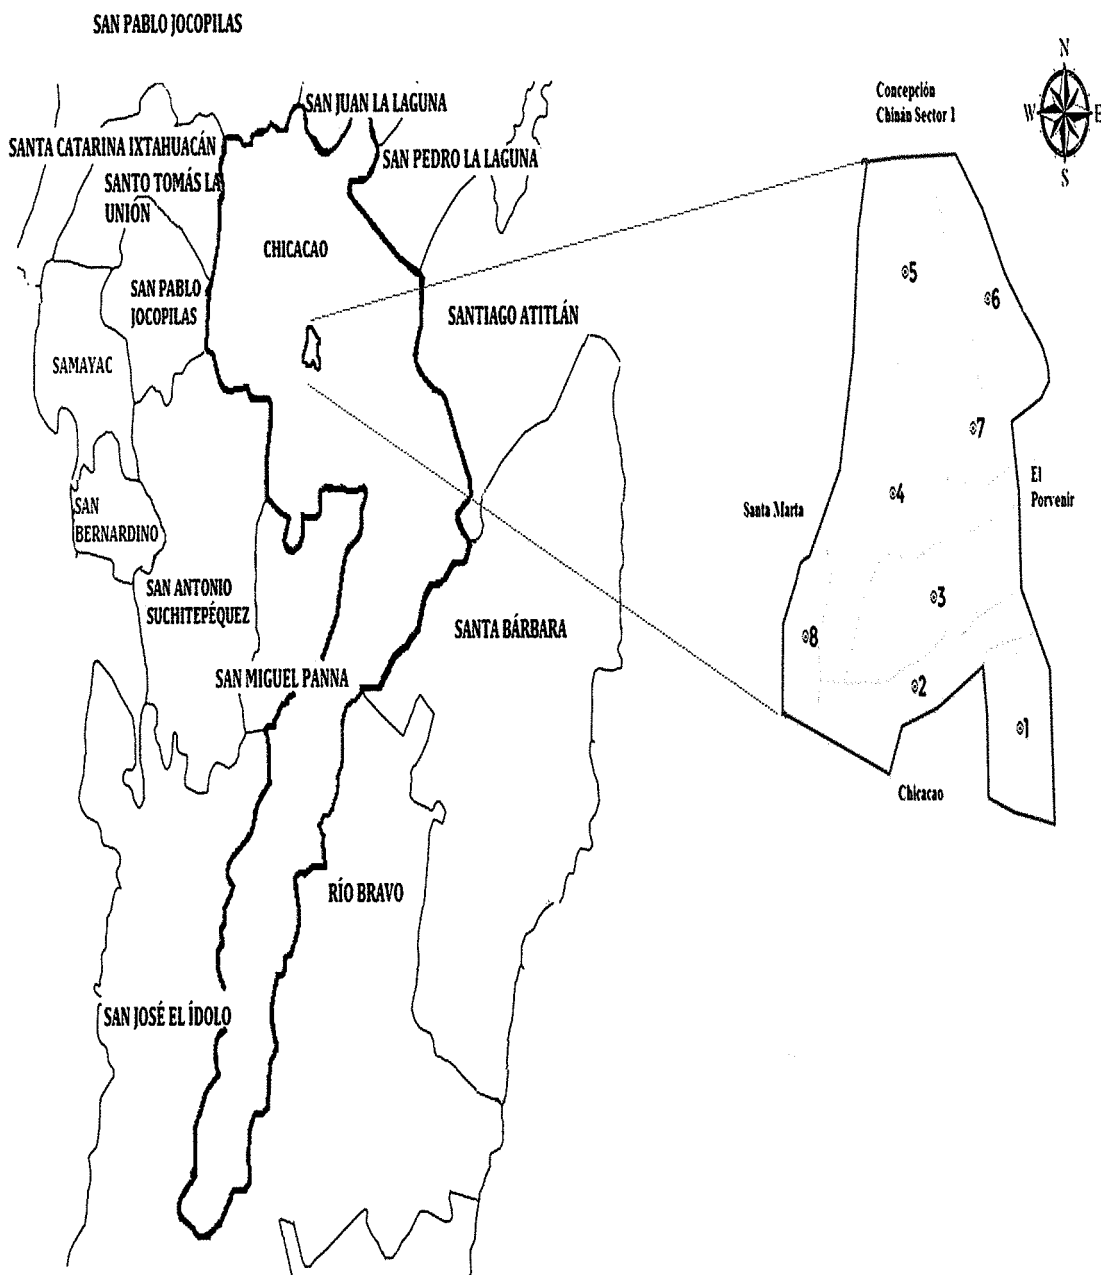 SAN PABLO JOCOPILAS
SAN JUAN LA LAGUNA
SANTA CATARINA IXTAHUACÁN
SAN PEDRO LA LAGUNA
SANTO TOMÁS LA
UNIÓN
CHICACAO
SAN PABLO
JOCOPILAS
SANTIAGO ATITLÁN
SAMAYAC
SAN
BERNARDINO
SAN ANTONIO
SUCHITEPÉQUEZ
SANTA BÁRBARA
SAN MIGUEL PANNA
RÍO BRAVO
SAN JOSÉ EL ÍDOLO
N
W
E
S
Concepción
Chinán Sector 1
5
6
7
4
Santa Marta
El
Porvenir
3
8
2
1
Chicacao